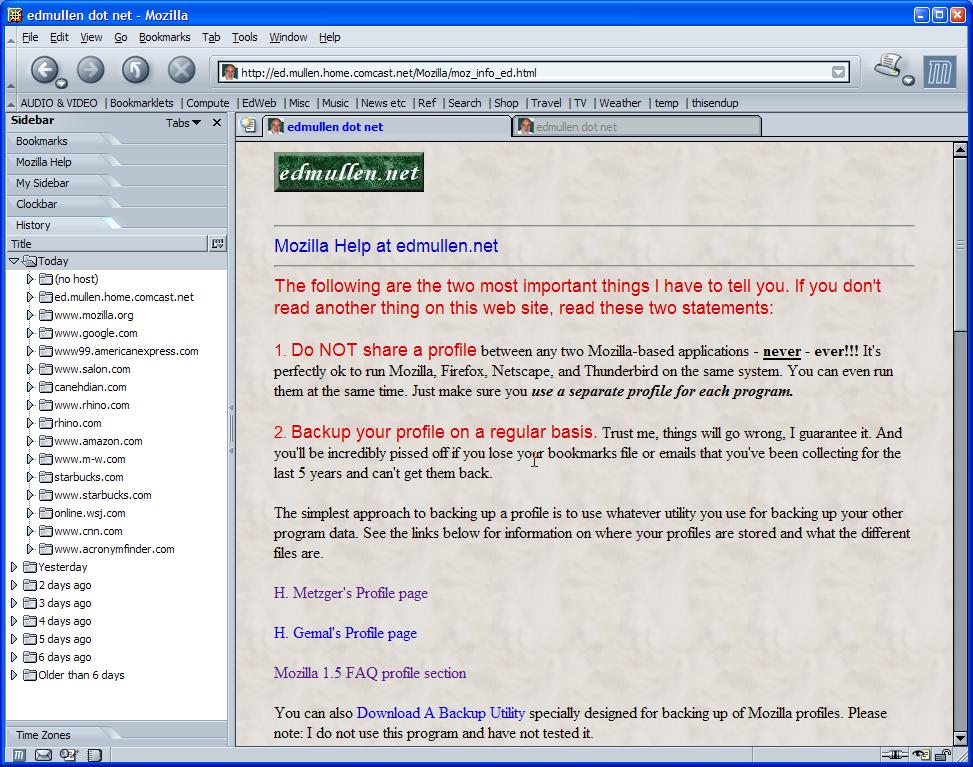 edmullen dot net - Mozilla
File Edit View Go Bookmarks Tab Tools Window Help
http://ed.mullen.home.comcast.net/Mozilla/moz_info_ed.html
AUDIO & VIDEO | Bookmarklets | Compute | EdWeb | Misc | Music | News etc | Ref | Search | Shop | Travel | TV | Weather | temp | thisendup
Sidebar Tabs
Bookmarks
Mozilla Help
My Sidebar
Clockbar
History
Title
Today
(no host)
ed.mullen.home.comcast.net
www.mozilla.org
www.google.com
www99.americanexpress.com
www.salon.com
canehdian.com
www.rhino.com
rhino.com
www.amazon.com
www.m-w.com
starbucks.com
www.starbucks.com
online.wsj.com
www.cnn.com
www.acronymfinder.com
Yesterday
2 days ago
3 days ago
4 days ago
5 days ago
6 days ago
Older than 6 days
Time Zones
edmullen dot net edmullen dot net
edmullen.net
Mozilla Help at edmullen.net
The following are the two most important things I have to tell you. If you don't
read another thing on this web site, read these two statements:
1. Do NOT share a profile between any two Mozilla-based applications - never - ever!!! It's
perfectly ok to run Mozilla, Firefox, Netscape, and Thunderbird on the same system. You can even run
them at the same time. Just make sure you use a separate profile for each program.
2. Backup your profile on a regular basis. Trust me, things will go wrong, I guarantee it. And
you'll be incredibly pissed off if you lose your bookmarks file or emails that you've been collecting for the
last 5 years and can't get them back.
The simplest approach to backing up a profile is to use whatever utility you use for backing up your other
program data. See the links below for information on where your profiles are stored and what the different
files are.
H. Metzger's Profile page
H. Gemal's Profile page
Mozilla 1.5 FAQ profile section
You can also Download A Backup Utility specially designed for backing up of Mozilla profiles. Please
note: I do not use this program and have not tested it.